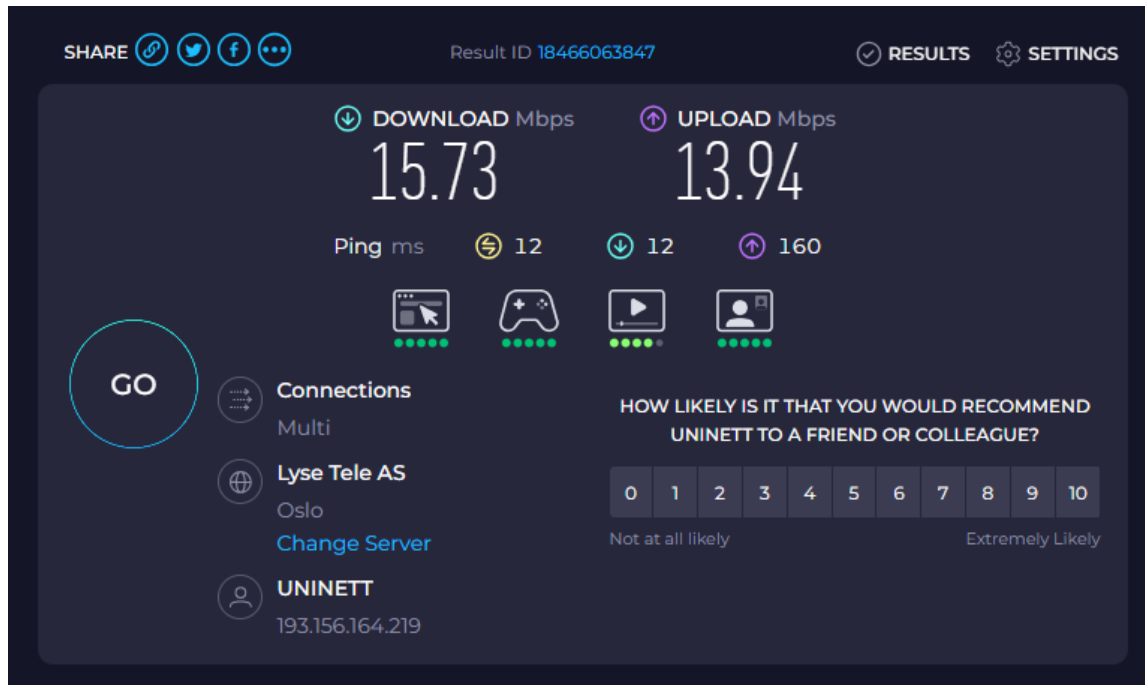 SHARE Result ID 18466063847 RESULTS SETTINGS
DOWNLOAD Mbps UPLOAD Mbps
15.73 13.94
Ping ms 12 12 160
GO
Connections
Multi
Lyse Tele AS
Oslo
Change Server
UNINETT
193.156.164.219
HOW LIKELY IS IT THAT YOU WOULD RECOMMEND
UNINETT TO A FRIEND OR COLLEAGUE?
0 1 2 3 4 5 6 7 8 9 10
Not at all likely Extremely Likely